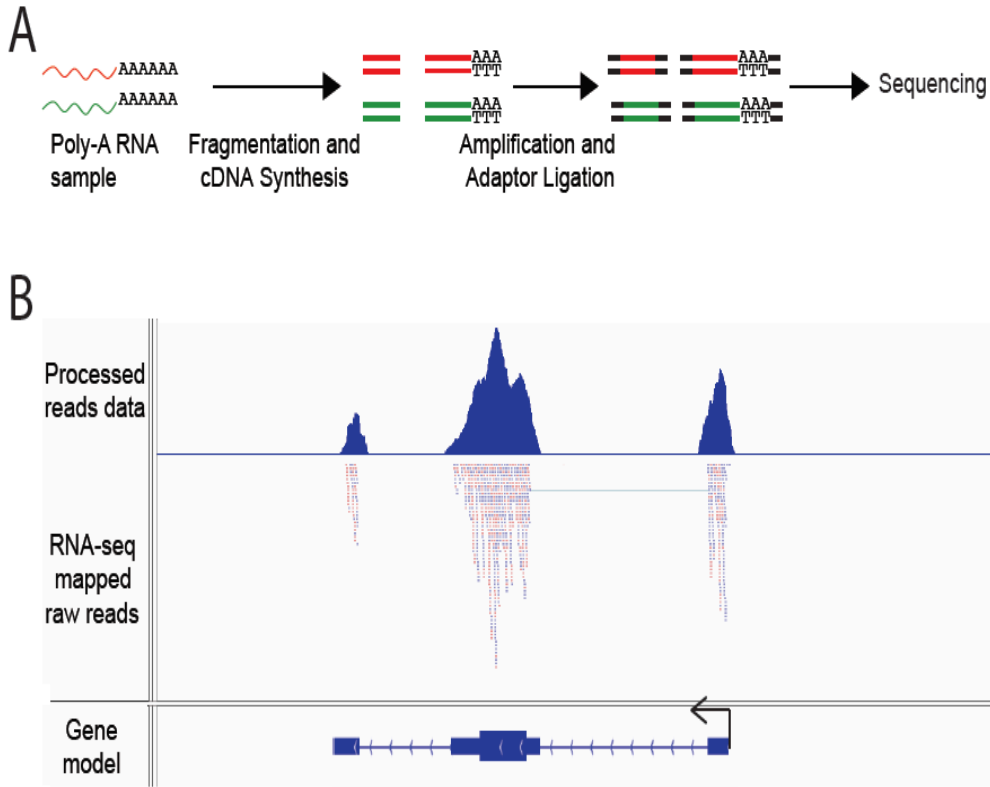 A
AAAAAA
AAAAAA
Poly-A RNA
sample
Fragmentation and
cDNA Synthesis
AAA
TTT
AAA
TTT
Amplification and
Adaptor Ligation
AAA
TTT
AAA
TTT
Sequencing
B
Processed
reads data
RNA-seq
mapped
raw reads
Gene
model